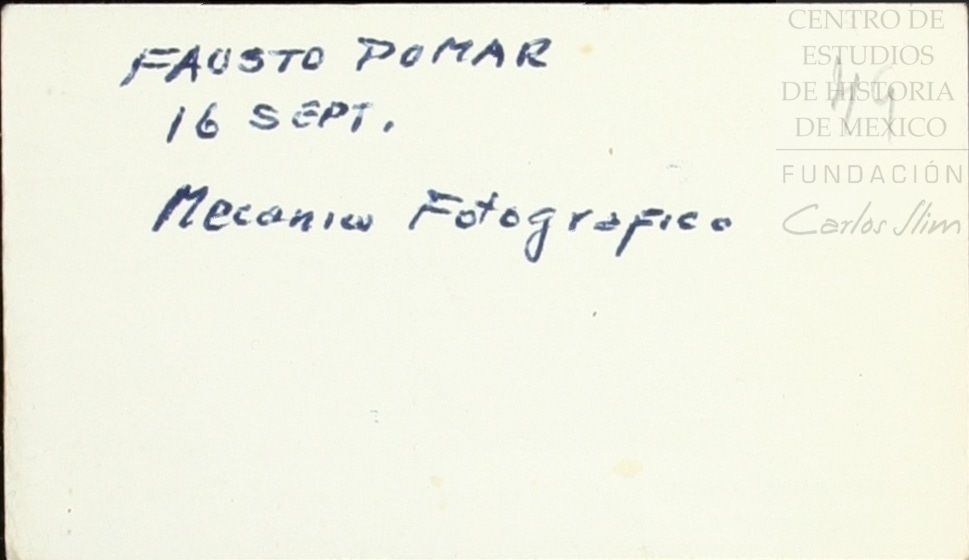 FAUSTO POMAR
16 SEPT.
Mecanico Fotografico
CENTRO DE
ESTUDIOS
DE HISTORIA
DE MEXICO
FUNDACIÓN
Carlos Slim